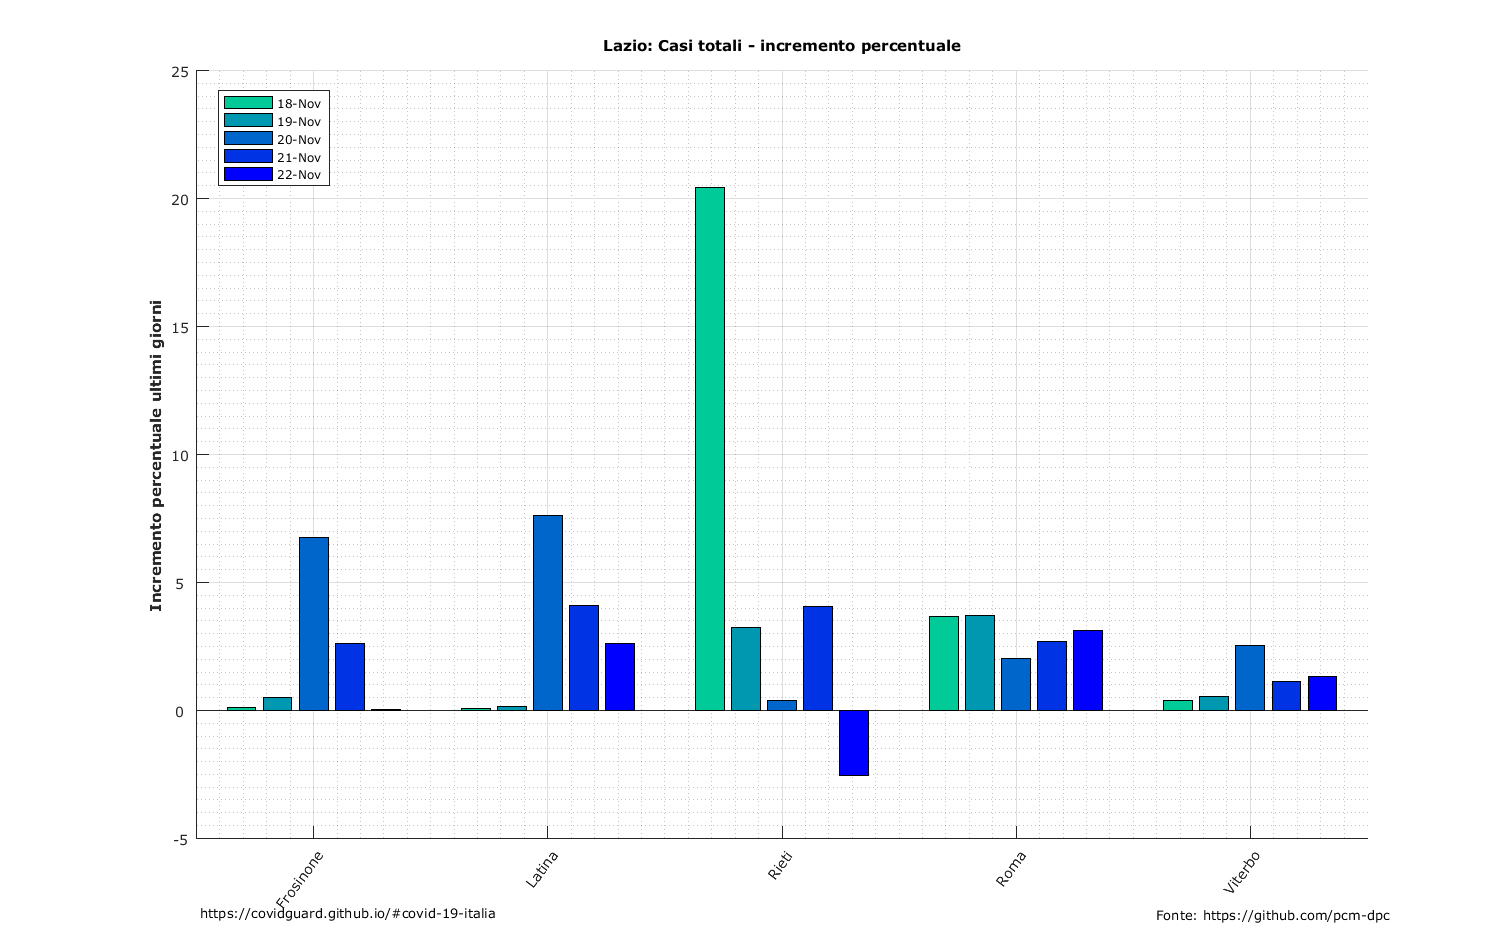 Lazio: Casi totali - incremento percentuale
25
20
15
10
5
0
-5
Incremento percentuale ultimi giorni
18-Nov
19-Nov
20-Nov
21-Nov
22-Nov
Frosinone
Latina
Rieti
Roma
Viterbo
https://covidguard.github.io/#covid-19-italia
Fonte: https://github.com/pcm-dpc